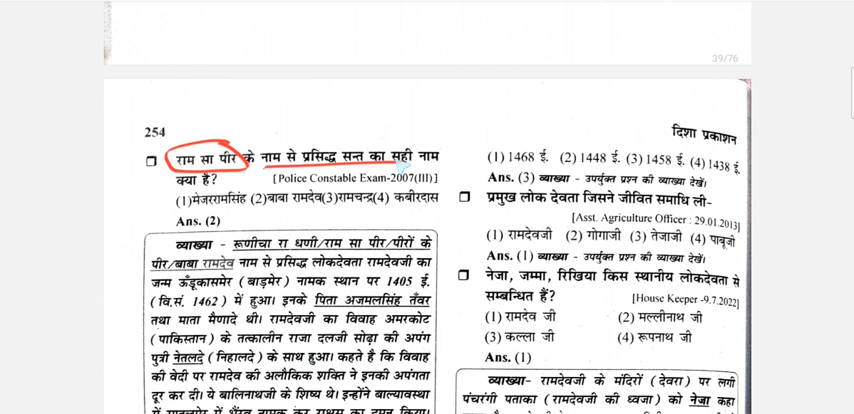 39/76
254
❑ राम सा पीर के नाम से प्रसिद्ध सन्त का सही नाम
क्या है? [Police Constable Exam-2007(III)]
(1)मेजररामसिंह (2)बाबा रामदेव(3)रामचन्द्र(4) कबीरदास
Ans. (2)
व्याख्या - रूणीचा रा धणी/राम सा पीर/पीरों के
पीर/बाबा रामदेव नाम से प्रसिद्ध लोकदेवता रामदेवजी का
जन्म ऊँडूकासमेर (बाड़मेर) नामक स्थान पर 1405 ई.
(वि.सं. 1462) में हुआ। इनके पिता अजमलसिंह तँवर
तथा माता मैणादे थी। रामदेवजी का विवाह अमरकोट
(पाकिस्तान) के तत्कालीन राजा दलजी सोढ़ा की अपंग
पुत्री नेतलदे (निहालदे) के साथ हुआ। कहते है कि विवाह
की वेदी पर रामदेव की अलौकिक शक्ति ने इनकी अपंगता
दूर कर दी। ये बालिनाथजी के शिष्य थे। इन्होंने बाल्यावस्था
दिशा प्रकाशन
(1) 1468 ई. (2) 1448 ई. (3) 1458 ई. (4) 1438 ई.
Ans. (3) व्याख्या - उपर्युक्त प्रश्न की व्याख्या देखें।
❑ प्रमुख लोक देवता जिसने जीवित समाधि ली-
[Asst. Agriculture Officer : 29.01.2013]
(1) रामदेवजी (2) गोगाजी (3) तेजाजी (4) पाबूजी
Ans. (1) व्याख्या - उपर्युक्त प्रश्न की व्याख्या देखें।
❑ नेजा, जम्मा, रिखिया किस स्थानीय लोकदेवता से
सम्बन्धित हैं? [House Keeper -9.7.2022]
(1) रामदेव जी (2) मल्लीनाथ जी
(3) कल्ला जी (4) रूपनाथ जी
Ans. (1)
व्याख्या- रामदेवजी के मंदिरों (देवरा) पर लगी
पंचरंगी पताका (रामदेवजी की ध्वजा) को नेजा कहा